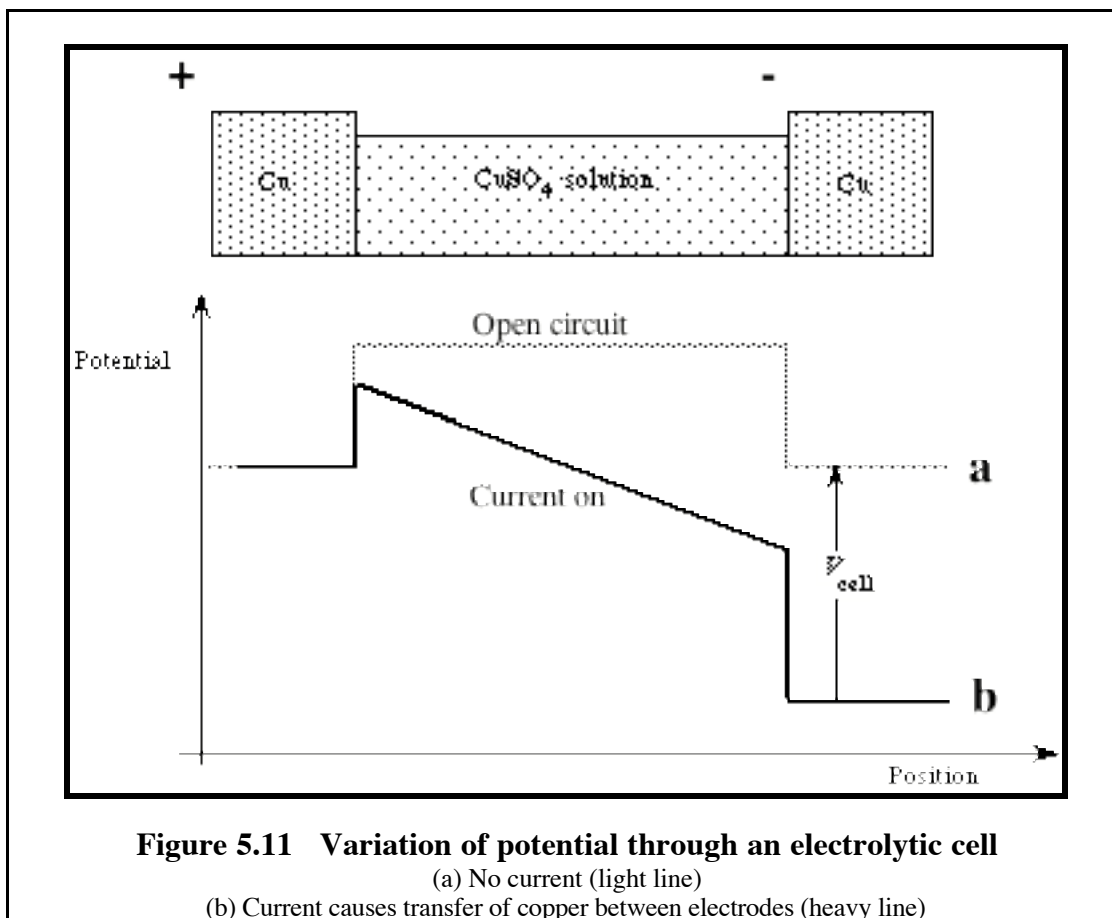 + -
Cu CuSO4 solution Cu
Open circuit
Potential
a
Current on
Vcell
b
Position
Figure 5.11 Variation of potential through an electrolytic cell
(a) No current (light line)
(b) Current causes transfer of copper between electrodes (heavy line)